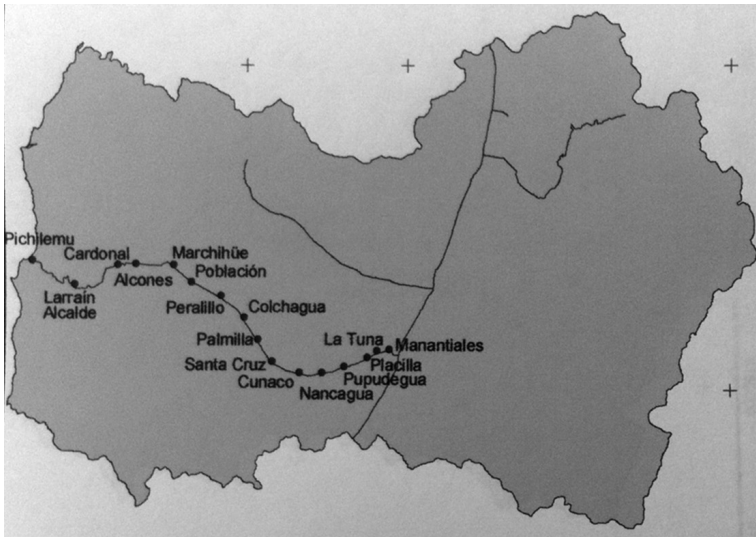 Pichilemu
Cardonal
Marchihüe
Alcones
Población
Larraín
Alcalde
Peralillo
Colchagua
Palmilla
La Tuna
Manantiales
Santa Cruz
Placilla
Cunaco
Pupudegua
Nancagua